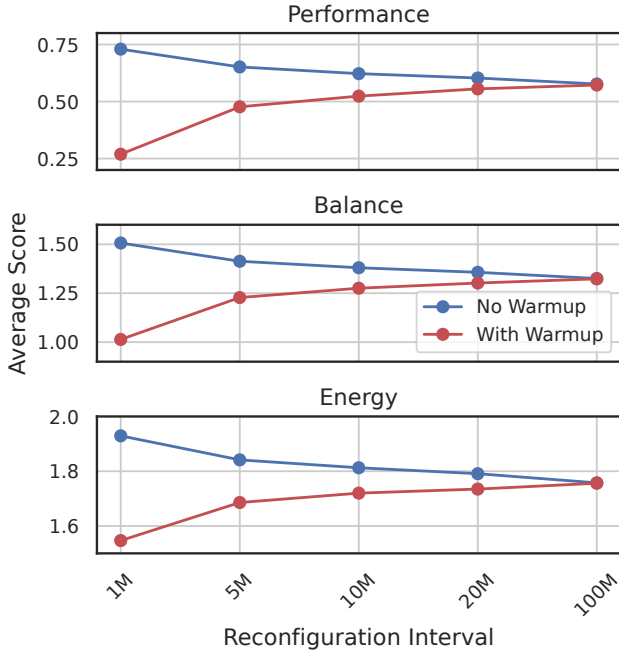 Performance
0.75
0.50
0.25
Balance
1.50
1.25
1.00
No Warmup
With Warmup
Average Score
Energy
2.0
1.8
1.6
1M
5M
10M
20M
100M
Reconfiguration Interval